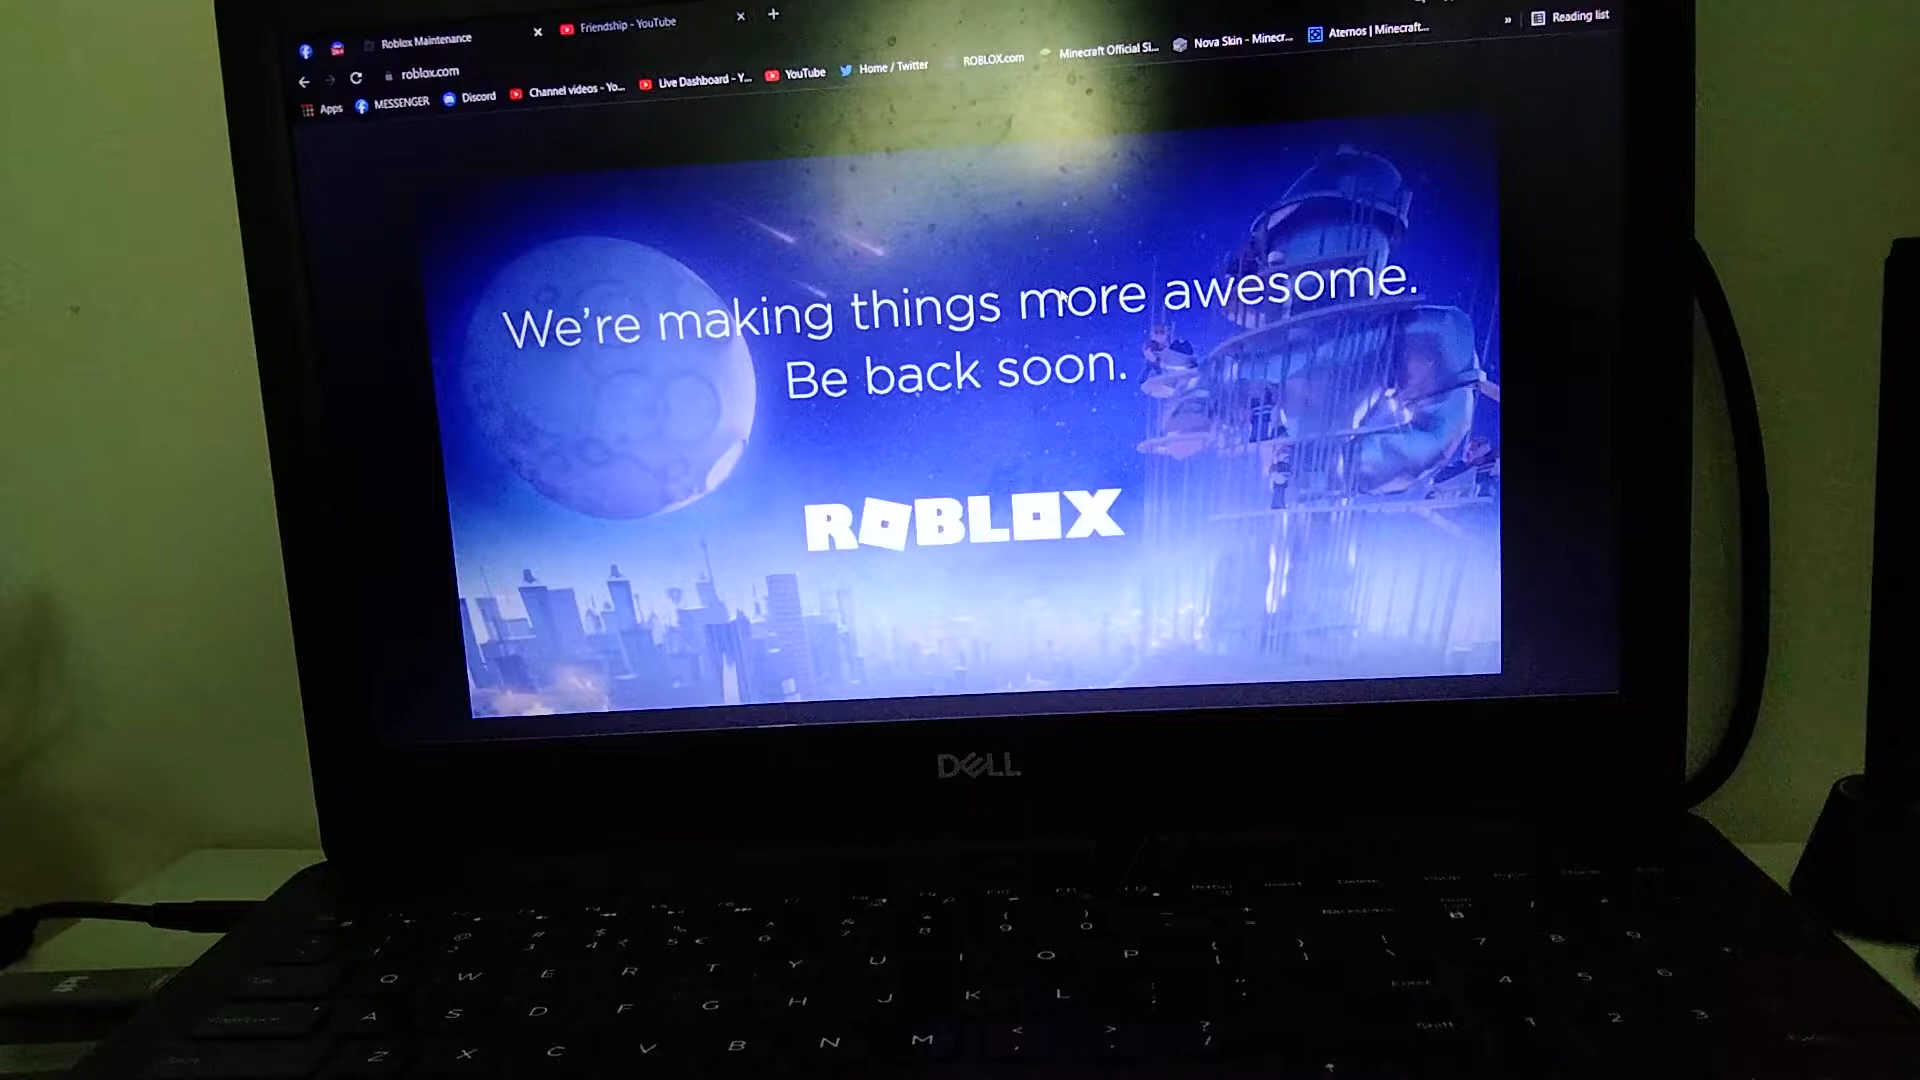 Roblox Maintenance
Friendship - YouTube
roblox.com
Reading list
Apps
MESSENGER
Discord
Channel videos - Yo...
Live Dashboard - Y...
YouTube
Home / Twitter
ROBLOX.com
Minecraft Official Si...
Nova Skin - Minecr...
Aternos | Minecraft...
We're making things more awesome.
Be back soon.
ROBLOX
DELL
Q W E R T Y U I O P
A S D F G H J K L
Z X C V B N M